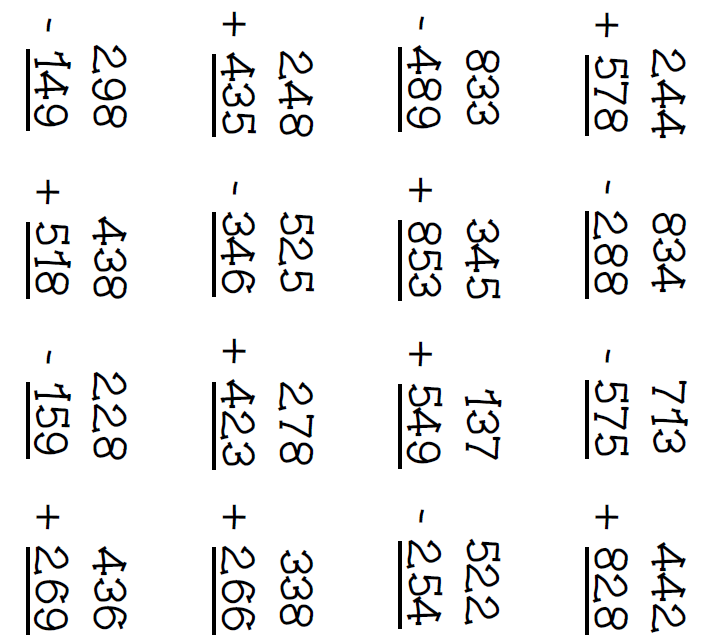 244 834 713 442
+ 578 - 288 - 575 + 828
833 345 137 522
- 489 + 853 + 549 - 254
248 525 278 338
+ 435 - 346 + 423 + 266
298 438 228 436
- 149 + 518 - 159 + 269